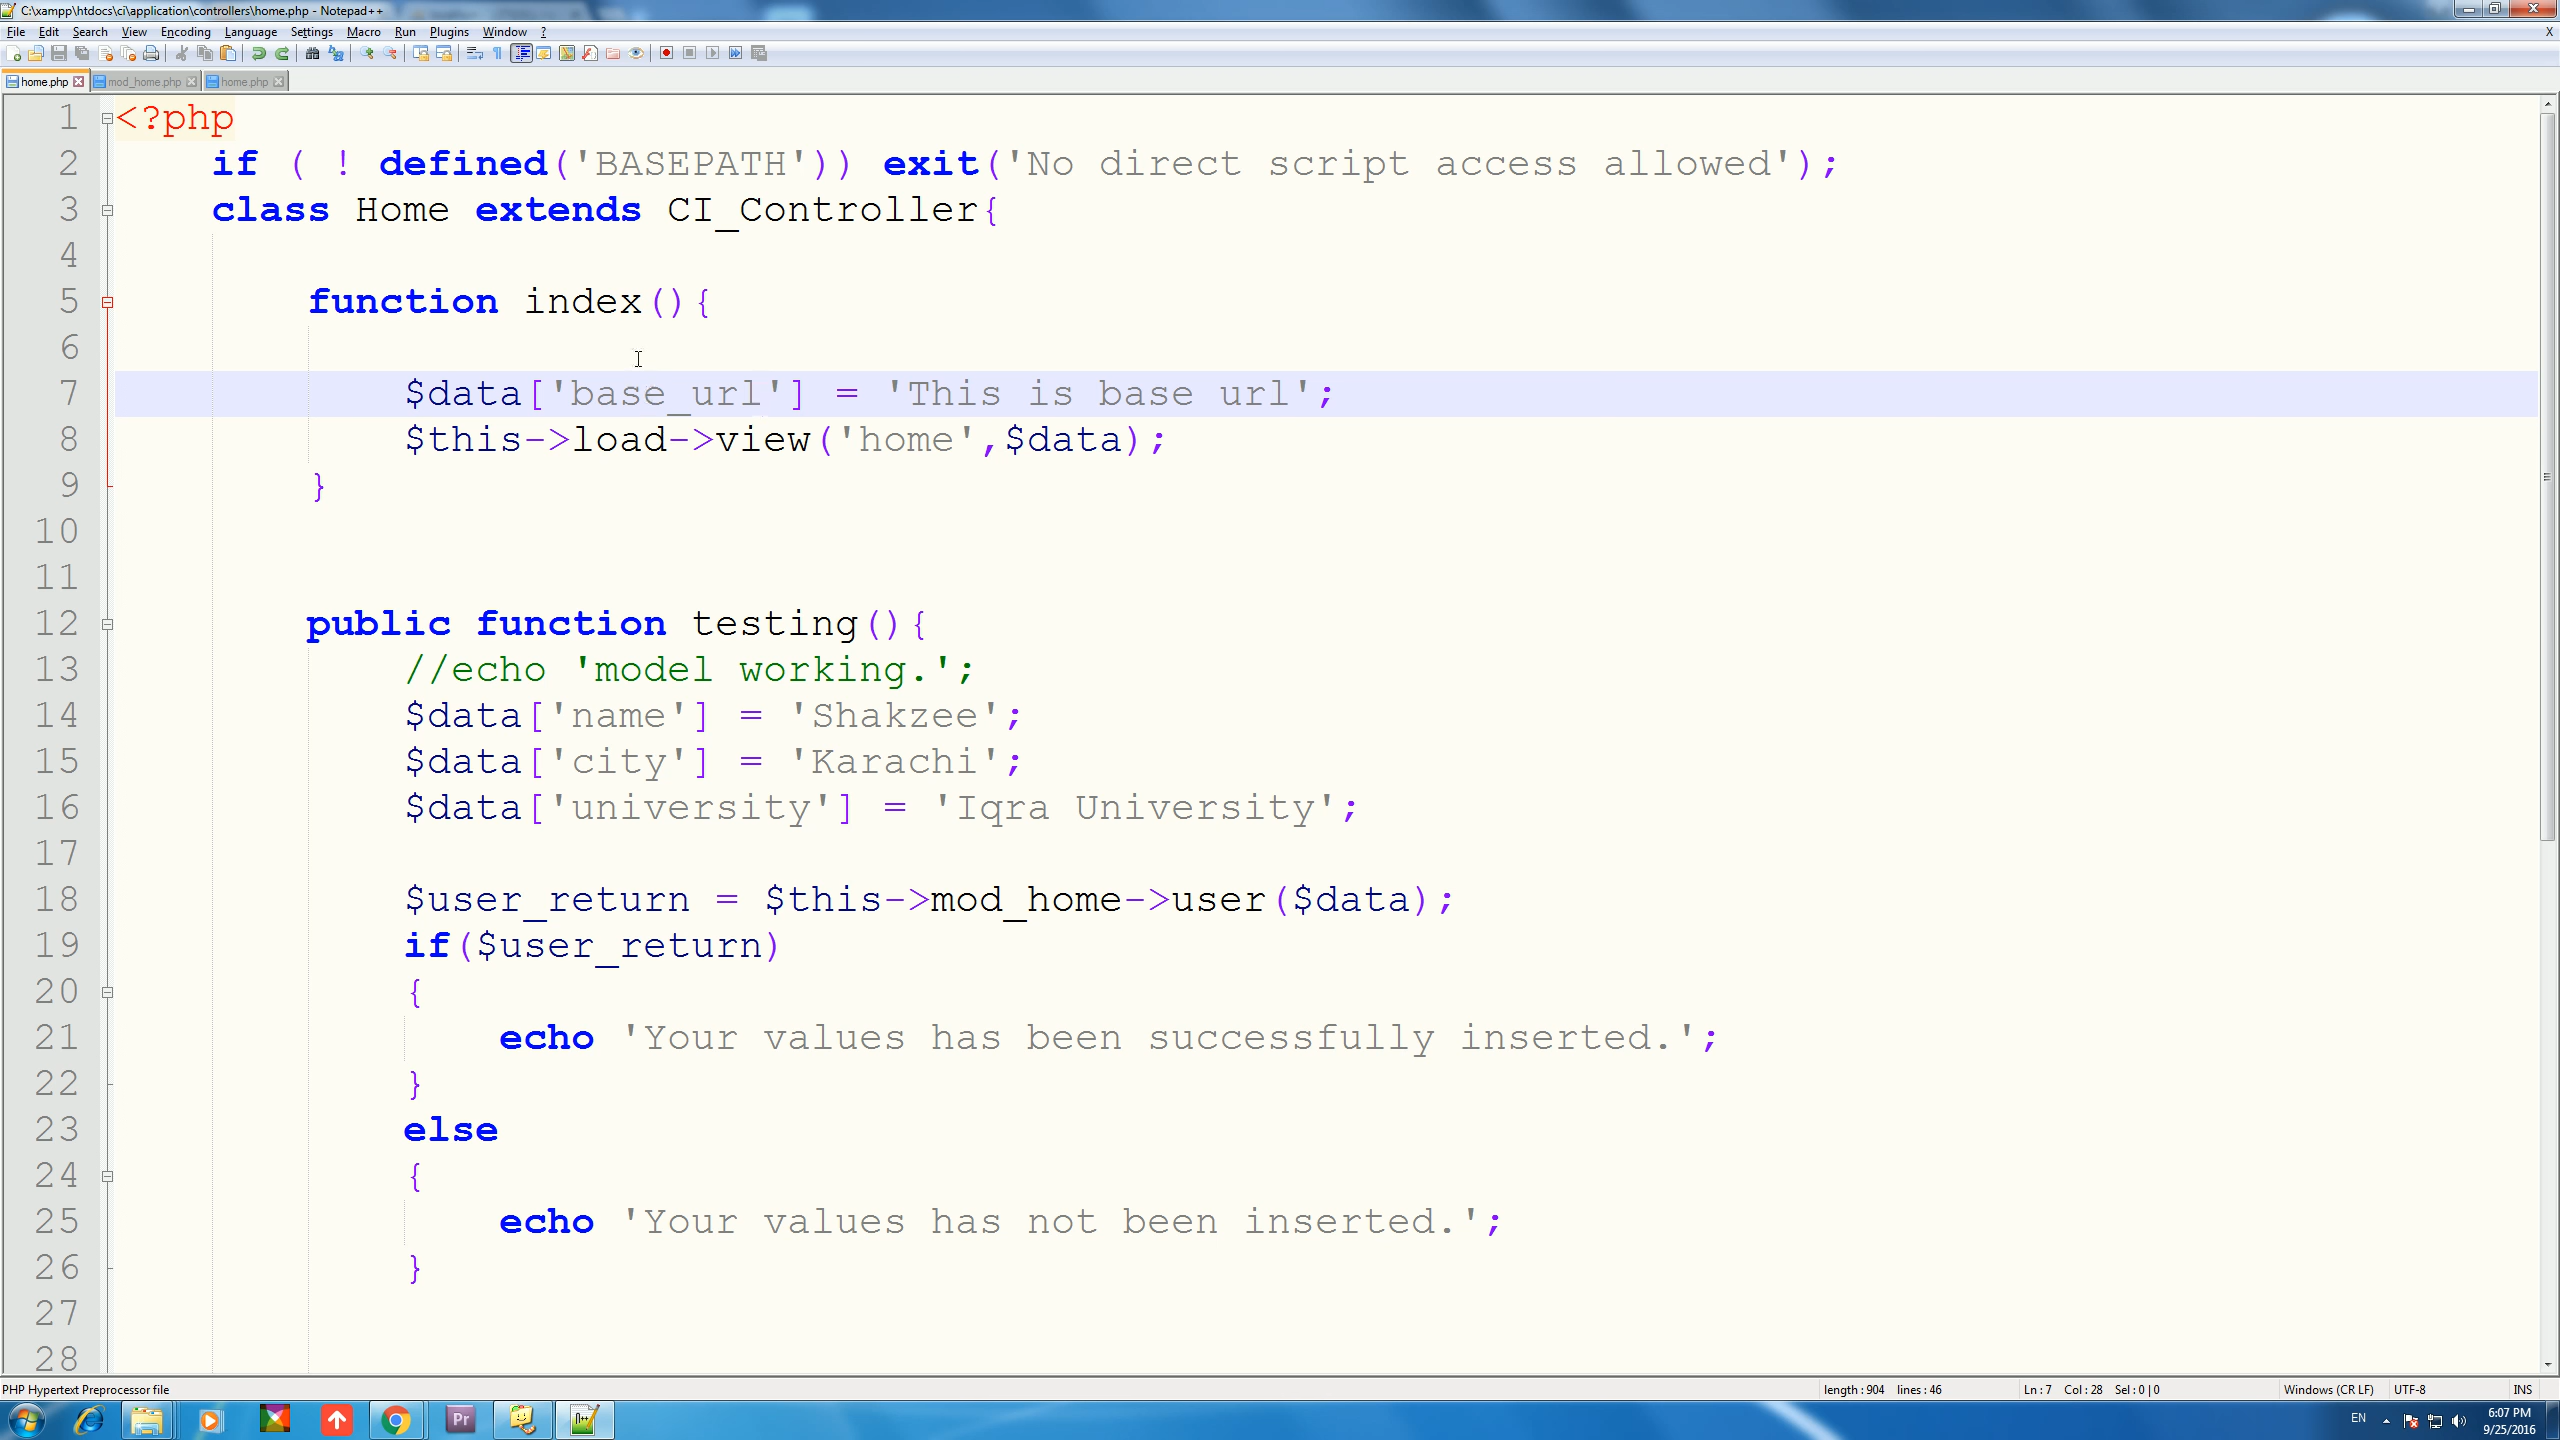 C:\xampp\htdocs\ci\application\controllers\home.php - Notepad++
File Edit Search View Encoding Language Settings Macro Run Plugins Window ? X
home.php mod_home.php home.php
1 <?php
2 if ( ! defined('BASEPATH')) exit('No direct script access allowed');
3 class Home extends CI_Controller{
4
5 function index(){
6
7 $data['base_url'] = 'This is base url';
8 $this->load->view('home',$data);
9 }
10
11
12 public function testing(){
13 //echo 'model working.';
14 $data['name'] = 'Shakzee';
15 $data['city'] = 'Karachi';
16 $data['university'] = 'Iqra University';
17
18 $user_return = $this->mod_home->user($data);
19 if($user_return)
20 {
21 echo 'Your values has been successfully inserted.';
22 }
23 else
24 {
25 echo 'Your values has not been inserted.';
26 }
27
28
PHP Hypertext Preprocessor file length : 904 lines : 46 Ln : 7 Col : 28 Sel : 0 | 0 Windows (CR LF) UTF-8 INS
Pr EN 6:07 PM
9/25/2016